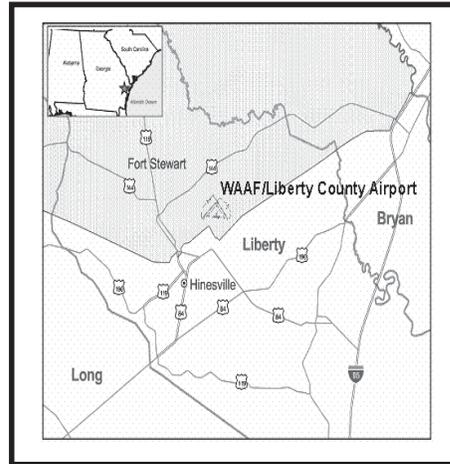 South Carolina
Alabama
Georgia
Atlantic Ocean
119
Fort Stewart
144
144
WAAF/Liberty County Airport
Bryan
Liberty
196
196
119
Hinesville
84
84
84
Long
95
119